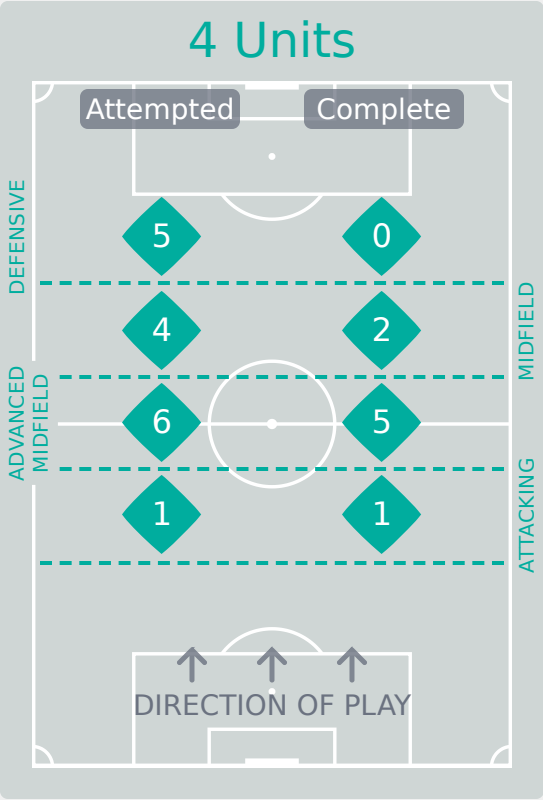 4 Units
Attempted
Complete
DEFENSIVE
5
0
MIDFIELD
4
2
ADVANCED
MIDFIELD
6
5
ATTACKING
1
1
DIRECTION OF PLAY